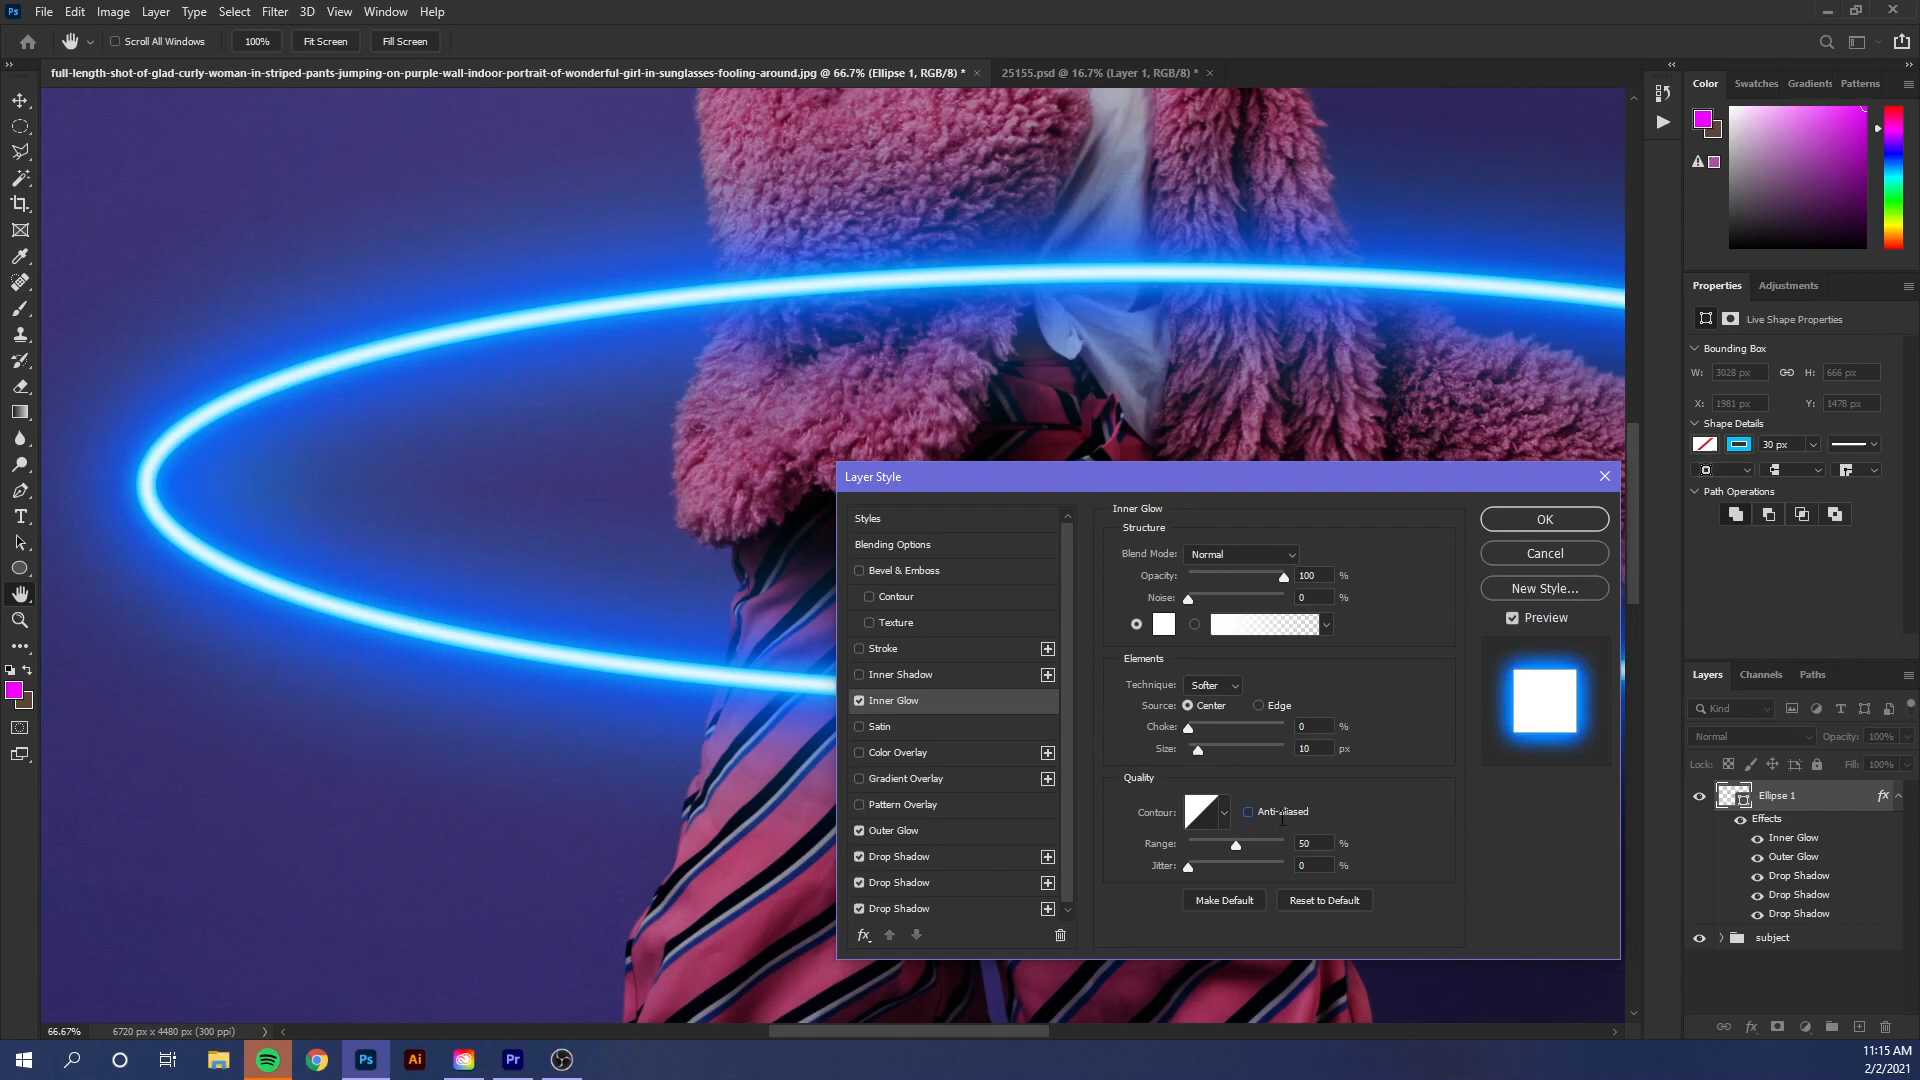 Ps File Edit Image Layer Type Select Filter 3D View Window Help
Scroll All Windows 100% Fit Screen Fill Screen
full-length-shot-of-glad-curly-woman-in-striped-pants-jumping-on-purple-wall-indoor-portrait-of-wonderful-girl-in-sunglasses-fooling-around.jpg @ 66.7% (Ellipse 1, RGB/8) * 25155.psd @ 16.7% (Layer 1, RGB/8) *
Color Swatches Gradients Patterns
Properties Adjustments
Live Shape Properties
Bounding Box
W: 3028 px H: 666 px
X: 1981 px Y: 1478 px
Shape Details
30 px
Path Operations
Layer Style
Styles
Blending Options
Bevel & Emboss
Contour
Texture
Stroke
Inner Shadow
Inner Glow
Satin
Color Overlay
Gradient Overlay
Pattern Overlay
Outer Glow
Drop Shadow
Drop Shadow
Drop Shadow
fx
Inner Glow
Structure
Blend Mode: Normal
Opacity: 100 %
Noise: 0 %
Elements
Technique: Softer
Source: Center Edge
Choke: 0 %
Size: 10 px
Quality
Contour: Anti-aliased
Range: 50 %
Jitter: 0 %
Make Default Reset to Default
OK
Cancel
New Style...
Preview
Layers Channels Paths
Kind
Normal Opacity: 100%
Lock: Fill: 100%
Ellipse 1 fx
Effects
Inner Glow
Outer Glow
Drop Shadow
Drop Shadow
Drop Shadow
subject
fx
66.67% 6720 px x 4480 px (300 ppi)
Ps Ai Pr
11:15 AM
2/2/2021